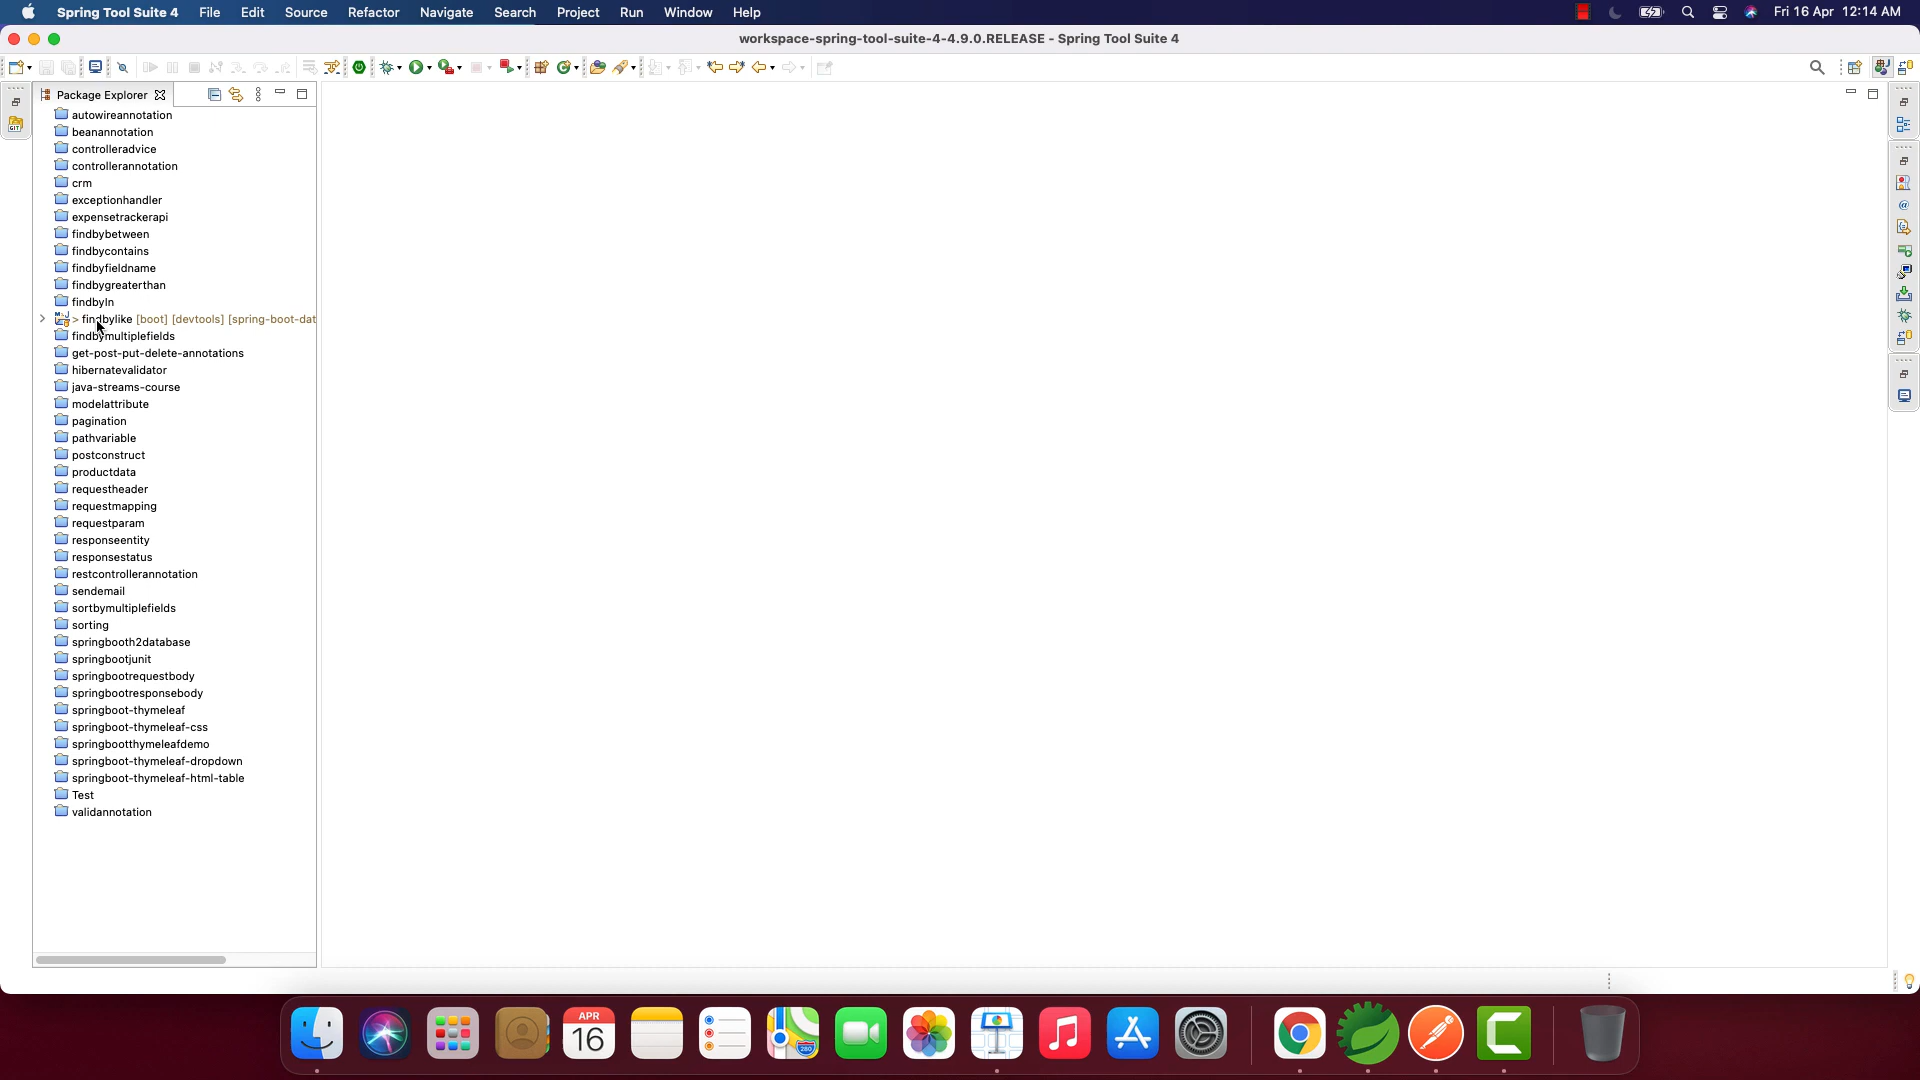 Spring Tool Suite 4 File Edit Source Refactor Navigate Search Project Run Window Help Fri 16 Apr 12:14 AM
workspace-spring-tool-suite-4-4.9.0.RELEASE - Spring Tool Suite 4
Package Explorer
autowireannotation
beanannotation
controlleradvice
controllerannotation
crm
exceptionhandler
expensetrackerapi
findbybetween
findbycontains
findbyfieldname
findbygreaterthan
findbyIn
> findbylike [boot] [devtools] [spring-boot-dat
findbymultiplefields
get-post-put-delete-annotations
hibernatevalidator
java-streams-course
modelattribute
pagination
pathvariable
postconstruct
productdata
requestheader
requestmapping
requestparam
responseentity
responsestatus
restcontrollerannotation
sendemail
sortbymultiplefields
sorting
springbooth2database
springbootjunit
springbootrequestbody
springbootresponsebody
springboot-thymeleaf
springboot-thymeleaf-css
springbootthymeleafdemo
springboot-thymeleaf-dropdown
springboot-thymeleaf-html-table
Test
validannotation
APR
16